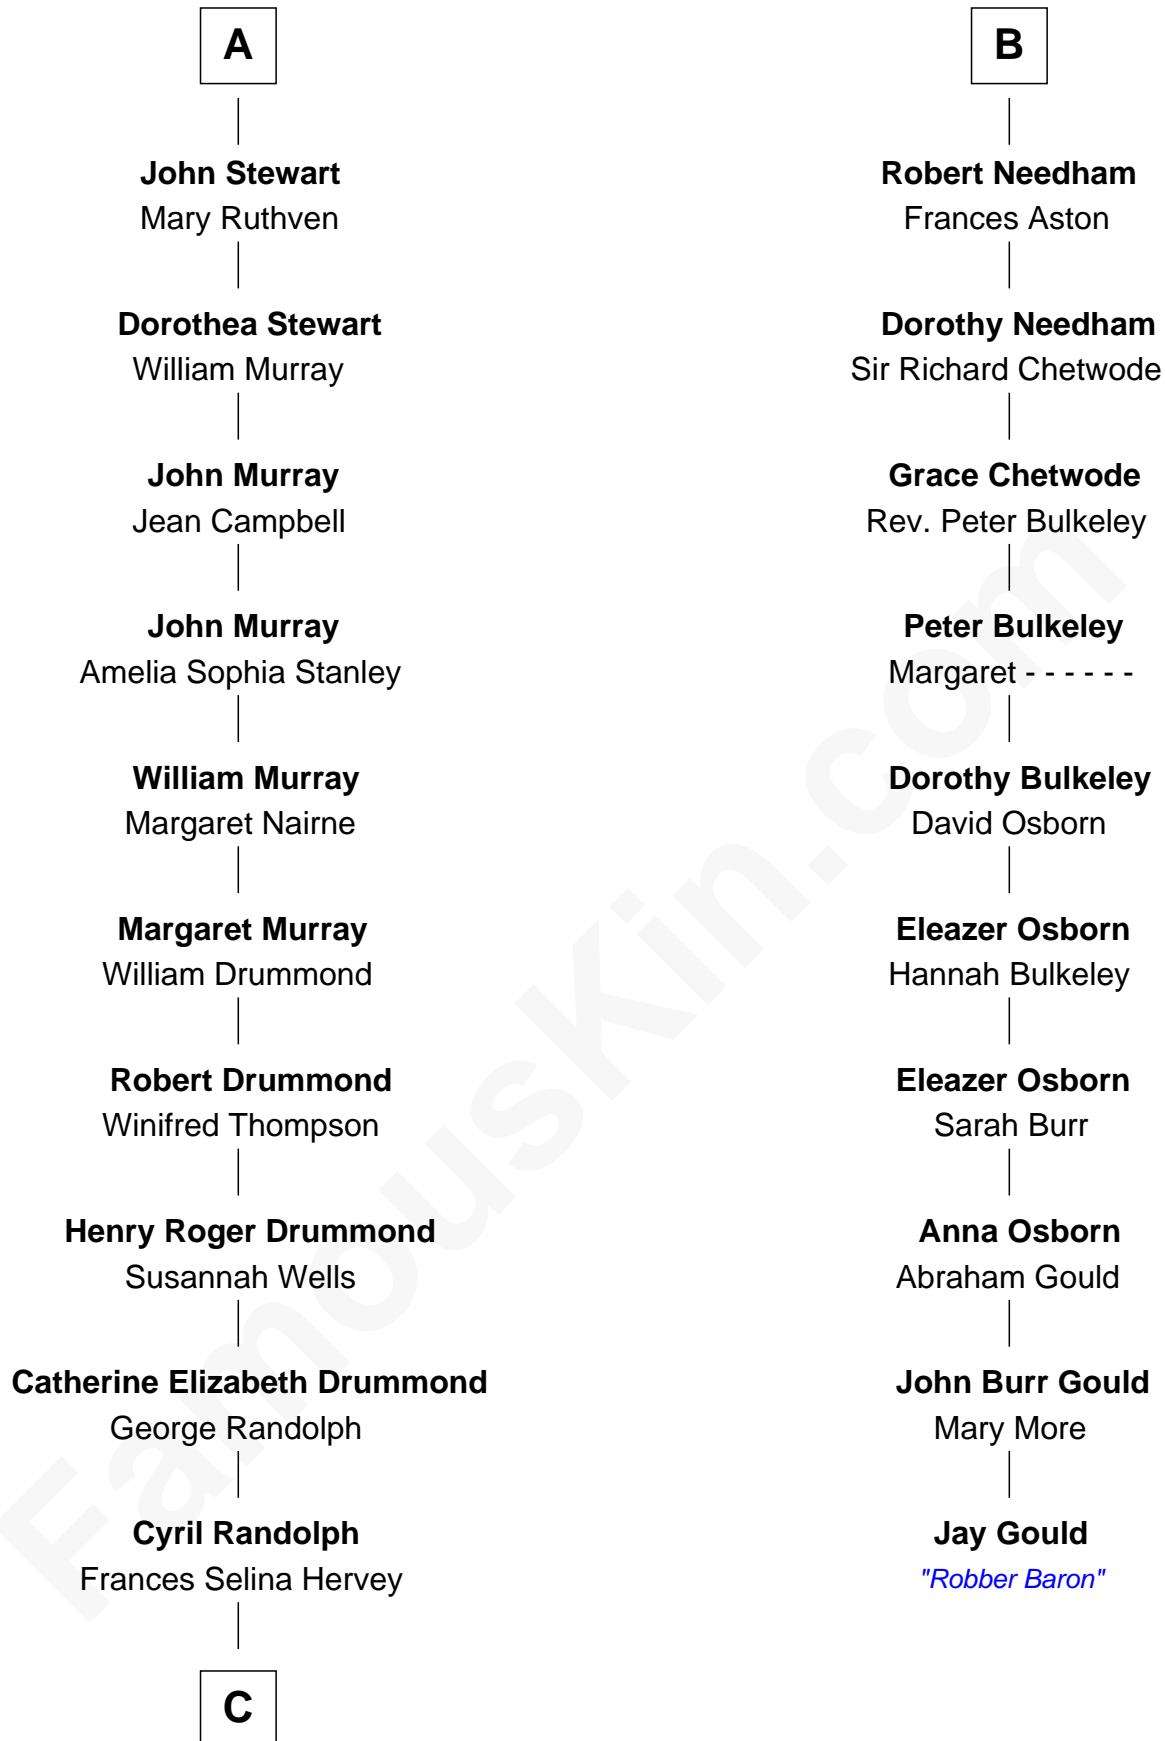 A
John Stewart
Mary Ruthven
Dorothea Stewart
William Murray
John Murray
Jean Campbell
John Murray
Amelia Sophia Stanley
William Murray
Margaret Nairne
Margaret Murray
William Drummond
Robert Drummond
Winifred Thompson
Henry Roger Drummond
Susannah Wells
Catherine Elizabeth Drummond
George Randolph
Cyril Randolph
Frances Selina Hervey
C
B
Robert Needham
Frances Aston
Dorothy Needham
Sir Richard Chetwode
Grace Chetwode
Rev. Peter Bulkeley
Peter Bulkeley
Margaret - - - - - -
Dorothy Bulkeley
David Osborn
Eleazer Osborn
Hannah Bulkeley
Eleazer Osborn
Sarah Burr
Anna Osborn
Abraham Gould
John Burr Gould
Mary More
Jay Gould
"Robber Baron"
FamousKin.com